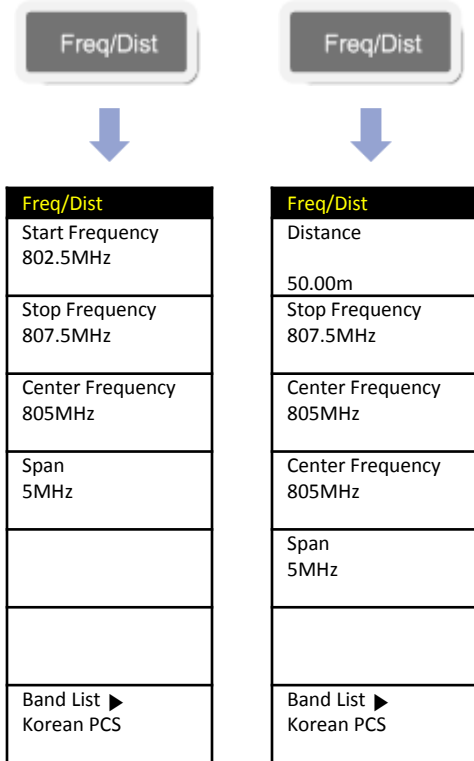 Freq/Dist
Freq/Dist
Start Frequency
802.5MHz
Stop Frequency
807.5MHz
Center Frequency
805MHz
Span
5MHz
Band List ▶
Korean PCS
Freq/Dist
Freq/Dist
Distance
50.00m
Stop Frequency
807.5MHz
Center Frequency
805MHz
Center Frequency
805MHz
Span
5MHz
Band List ▶
Korean PCS